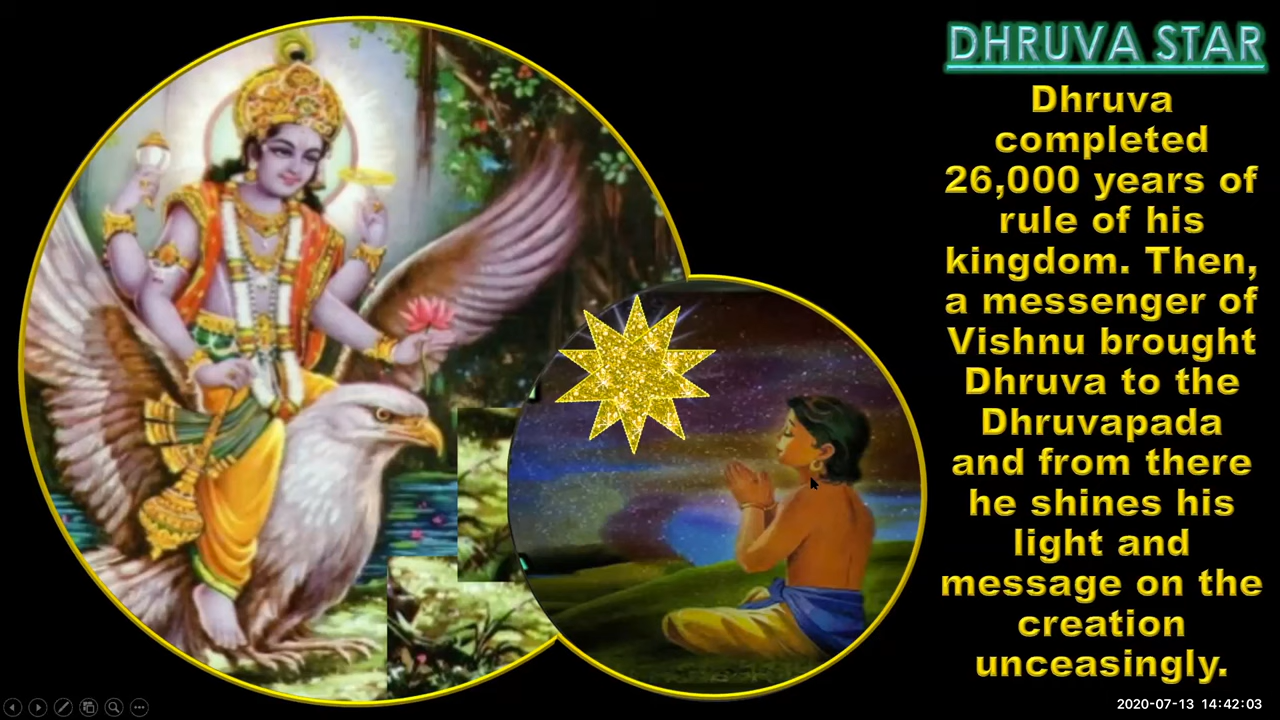 DHRUVA STAR
Dhruva
completed
26,000 years of
rule of his
kingdom. Then,
a messenger of
Vishnu brought
Dhruva to the
Dhruvapada
and from there
he shines his
light and
message on the
creation
unceasingly.
2020-07-13 14:42:03